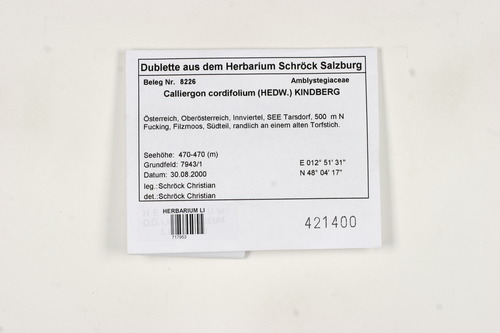 Dublette aus dem Herbarium Schröck Salzburg
Beleg Nr. 8226 Amblystegiaceae
Calliergon cordifolium (HEDW.) KINDBERG
Österreich, Oberösterreich, Innviertel, SEE Tarsdorf, 500 m N
Fucking, Filzmoos, Südteil, randlich an einem alten Torfstich.
Seehöhe: 470-470 (m) E 012° 51' 31"
Grundfeld: 7943/1 N 48° 04' 17"
Datum: 30.08.2000
leg.:Schröck Christian
det.:Schröck Christian
HERBARIUM LI
717953
421400